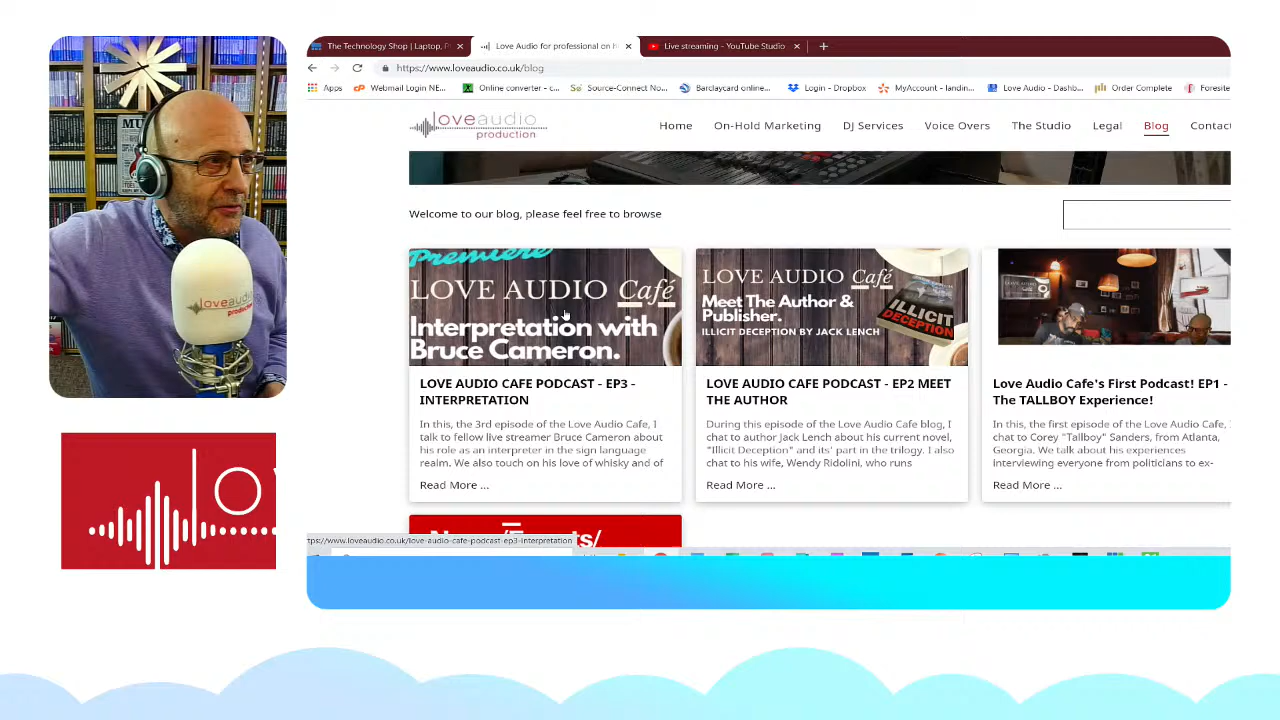 The Technology Shop | Laptop, P
Love Audio for professional on h
Live streaming - YouTube Studio
https://www.loveaudio.co.uk/blog
Apps
Webmail Login NE...
Online converter - c...
Source-Connect No...
Barclaycard online...
Login - Dropbox
MyAccount - landin...
Love Audio - Dashb...
Order Complete
Foresite
loveaudio
production
Home
On-Hold Marketing
DJ Services
Voice Overs
The Studio
Legal
Blog
Contact
Welcome to our blog, please feel free to browse
Premiere
LOVE AUDIO Café
Interpretation with
Bruce Cameron.
LOVE AUDIO CAFE PODCAST - EP3 -
INTERPRETATION
In this, the 3rd episode of the Love Audio Cafe, I
talk to fellow live streamer Bruce Cameron about
his role as an interpreter in the sign language
realm. We also touch on his love of whisky and of
Read More ...
LOVE AUDIO Café
Meet The Author &
Publisher.
ILLICIT DECEPTION BY JACK LENCH
ILLICIT
DECEPTION
LOVE AUDIO CAFE PODCAST - EP2 MEET
THE AUTHOR
During this episode of the Love Audio Cafe blog, I
chat to author Jack Lench about his current novel,
"Illicit Deception" and its' part in the trilogy. I also
chat to his wife, Wendy Ridolini, who runs
Read More ...
Love Audio Cafe's First Podcast! EP1 -
The TALLBOY Experience!
In this, the first episode of the Love Audio Cafe,
chat to Corey "Tallboy" Sanders, from Atlanta,
Georgia. We talk about his experiences
interviewing everyone from politicians to ex-
Read More ...
tps://www.loveaudio.co.uk/love-audio-cafe-podcast-ep3-interpretation
loveaudio
production
lov